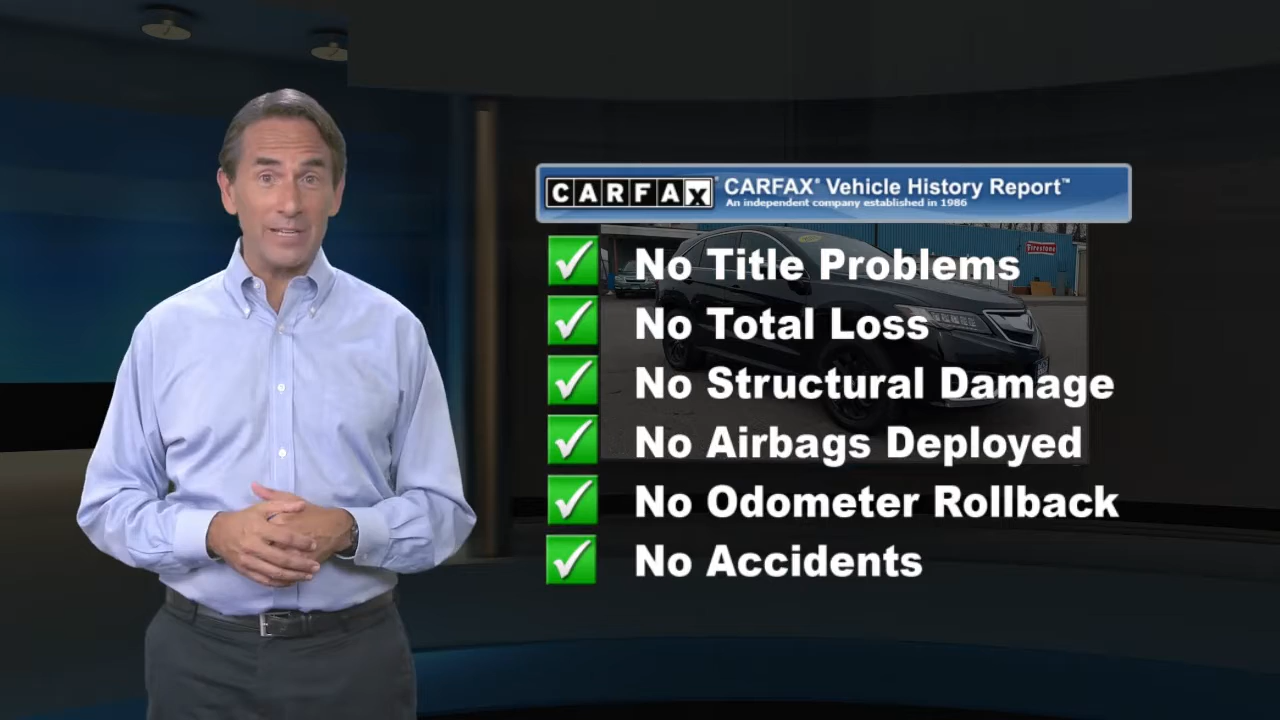 CARFAX® CARFAX® Vehicle History Report™
An independent company established in 1986
No Title Problems
Firestone
No Total Loss
No Structural Damage
No Airbags Deployed
No Odometer Rollback
No Accidents